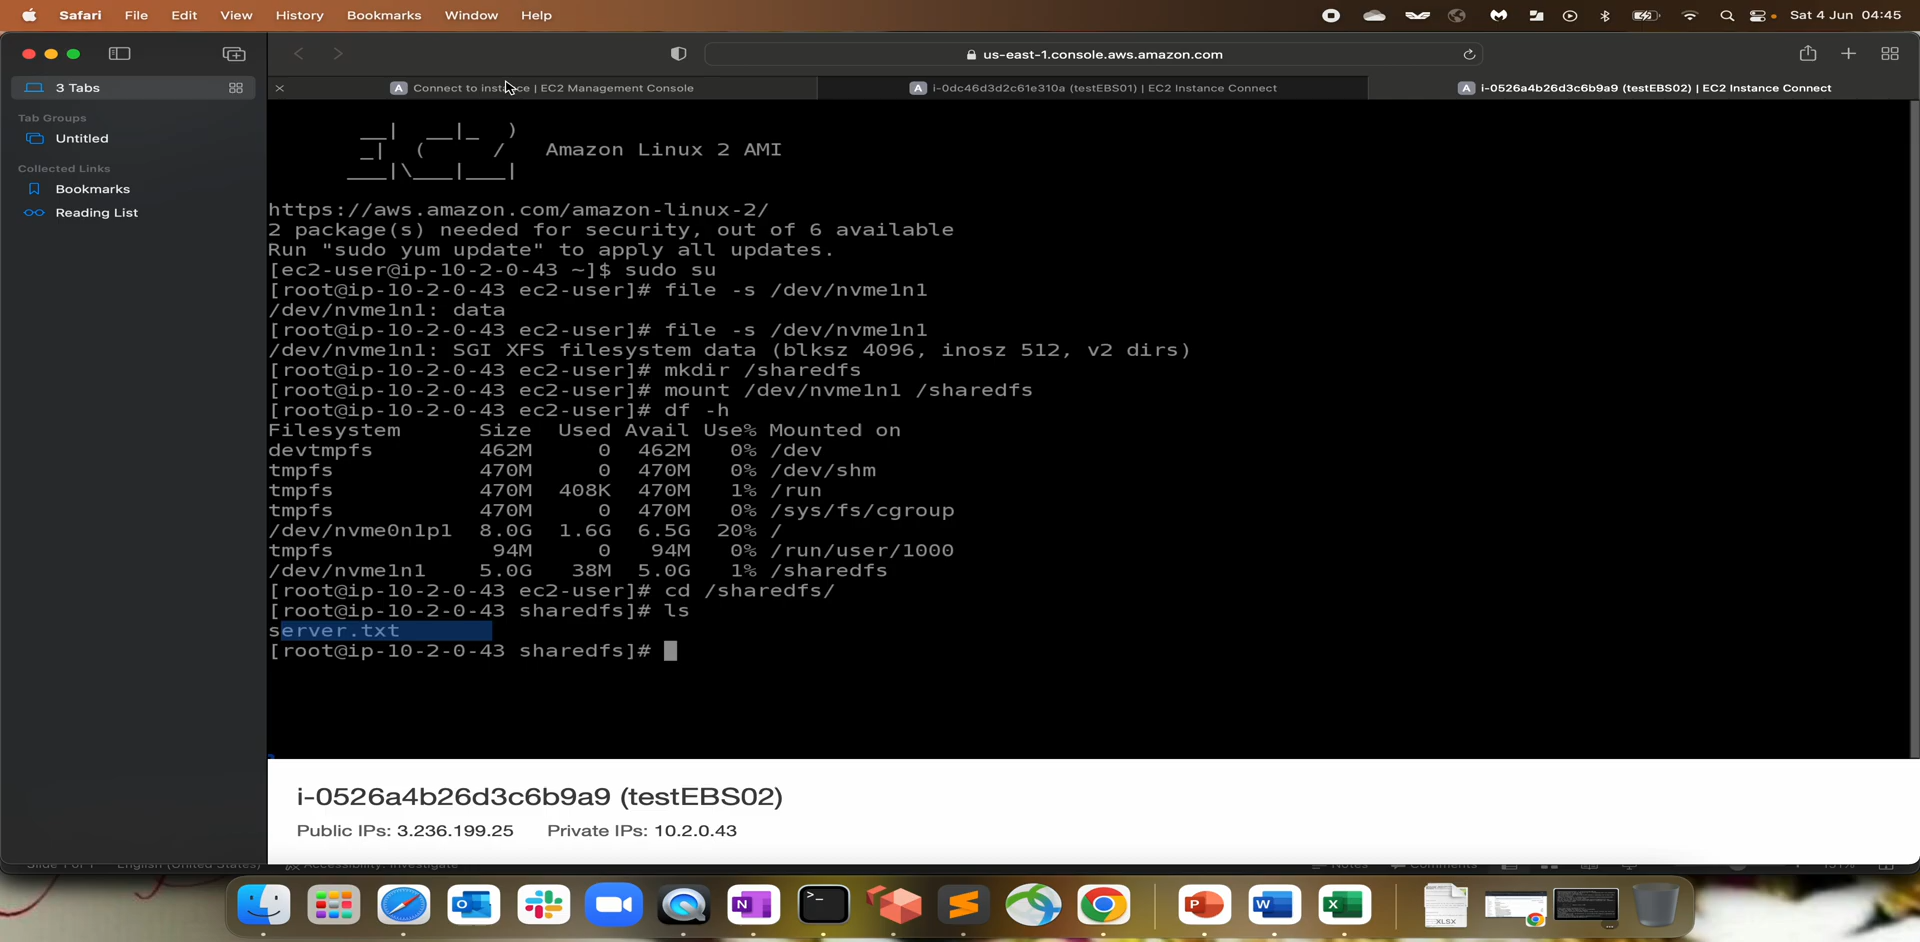 Safari File Edit View History Bookmarks Window Help Sat 4 Jun 04:45
us-east-1.console.aws.amazon.com
3 Tabs
Tab Groups
Untitled
Collected Links
Bookmarks
Reading List
Connect to instance | EC2 Management Console
i-0dc46d3d2c61e310a (testEBS01) | EC2 Instance Connect
i-0526a4b26d3c6b9a9 (testEBS02) | EC2 Instance Connect
__| __|_ )
_| ( / Amazon Linux 2 AMI
___|\___|___|
https://aws.amazon.com/amazon-linux-2/
2 package(s) needed for security, out of 6 available
Run "sudo yum update" to apply all updates.
[ec2-user@ip-10-2-0-43 ~]$ sudo su
[root@ip-10-2-0-43 ec2-user]# file -s /dev/nvme1n1
/dev/nvme1n1: data
[root@ip-10-2-0-43 ec2-user]# file -s /dev/nvme1n1
/dev/nvme1n1: SGI XFS filesystem data (blksz 4096, inosz 512, v2 dirs)
[root@ip-10-2-0-43 ec2-user]# mkdir /sharedfs
[root@ip-10-2-0-43 ec2-user]# mount /dev/nvme1n1 /sharedfs
[root@ip-10-2-0-43 ec2-user]# df -h
Filesystem Size Used Avail Use% Mounted on
devtmpfs 462M 0 462M 0% /dev
tmpfs 470M 0 470M 0% /dev/shm
tmpfs 470M 408K 470M 1% /run
tmpfs 470M 0 470M 0% /sys/fs/cgroup
/dev/nvme0n1p1 8.0G 1.6G 6.5G 20% /
tmpfs 94M 0 94M 0% /run/user/1000
/dev/nvme1n1 5.0G 38M 5.0G 1% /sharedfs
[root@ip-10-2-0-43 ec2-user]# cd /sharedfs/
[root@ip-10-2-0-43 sharedfs]# ls
server.txt
[root@ip-10-2-0-43 sharedfs]#
i-0526a4b26d3c6b9a9 (testEBS02)
Public IPs: 3.236.199.25 Private IPs: 10.2.0.43
Slide 1 of 1 English (United States) Accessibility: Investigate Notes Comments
XLSX